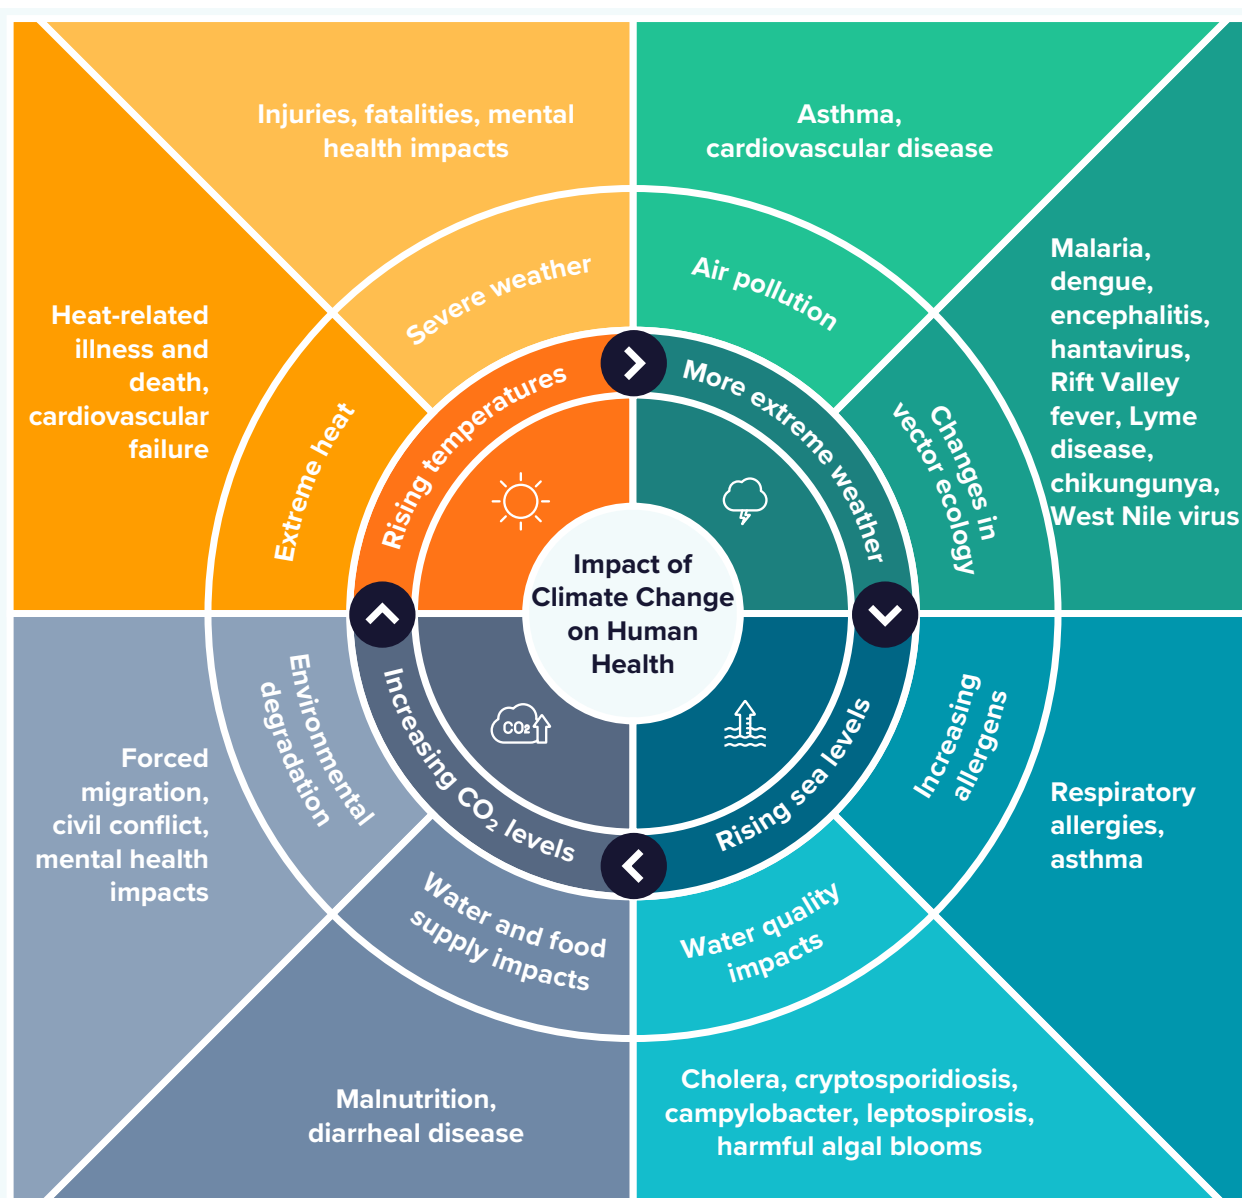 Injuries, fatalities, mental
health impacts
Asthma,
cardiovascular disease
Severe weather
Air pollution
Heat-related
illness and
death,
cardiovascular
failure
Extreme heat
Rising temperatures
More extreme weather
Changes in
vector ecology
Malaria,
dengue,
encephalitis,
hantavirus,
Rift Valley
fever, Lyme
disease,
chikungunya,
West Nile virus
Impact of
Climate Change
on Human
Health
Forced
migration,
civil conflict,
mental health
impacts
Environmental
degradation
Increasing CO₂ levels
CO₂
Rising sea levels
Increasing
allergens
Respiratory
allergies,
asthma
Water and food
supply impacts
Water quality
impacts
Malnutrition,
diarrheal disease
Cholera, cryptosporidiosis,
campylobacter, leptospirosis,
harmful algal blooms